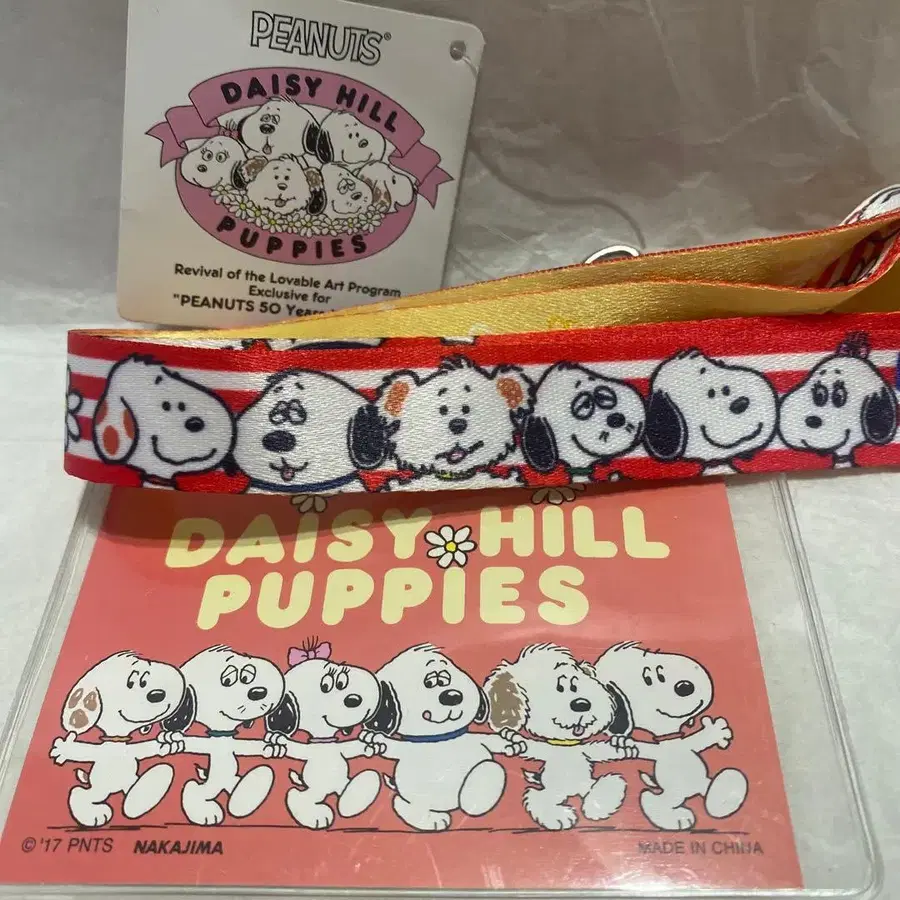 PEANUTS®
DAISY HILL
PUPPIES
Revival of the Lovable Art Program
Exclusive for
"PEANUTS 50 Years
DAISY HILL
PUPPIES
© '17 PNTS NAKAJIMA
MADE IN CHINA